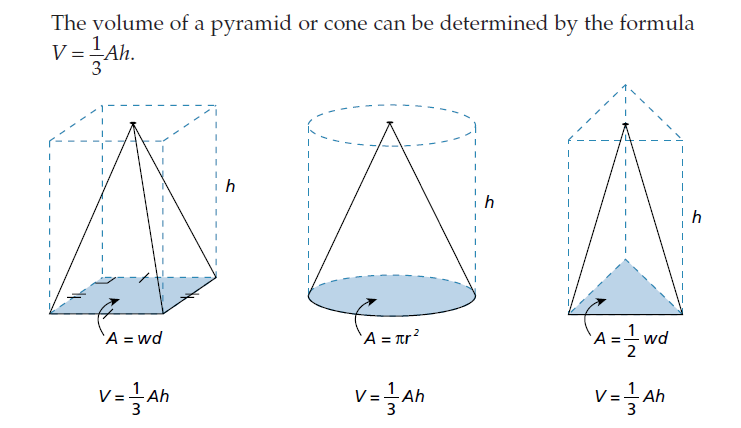 The volume of a pyramid or cone can be determined by the formula
V = 1/3 Ah.
h
h
h
A = wd
A = πr²
A = 1/2 wd
V = 1/3 Ah
V = 1/3 Ah
V = 1/3 Ah